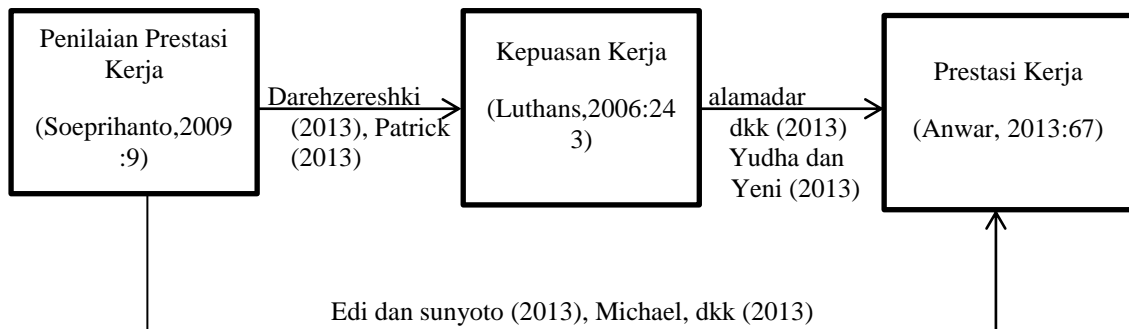 Penilaian Prestasi
Kerja
(Soeprihanto,2009
:9)
Darehzereshki
(2013), Patrick
(2013)
Kepuasan Kerja
(Luthans,2006:24
3)
alamadar
dkk (2013)
Yudha dan
Yeni (2013)
Prestasi Kerja
(Anwar, 2013:67)
Edi dan sunyoto (2013), Michael, dkk (2013)